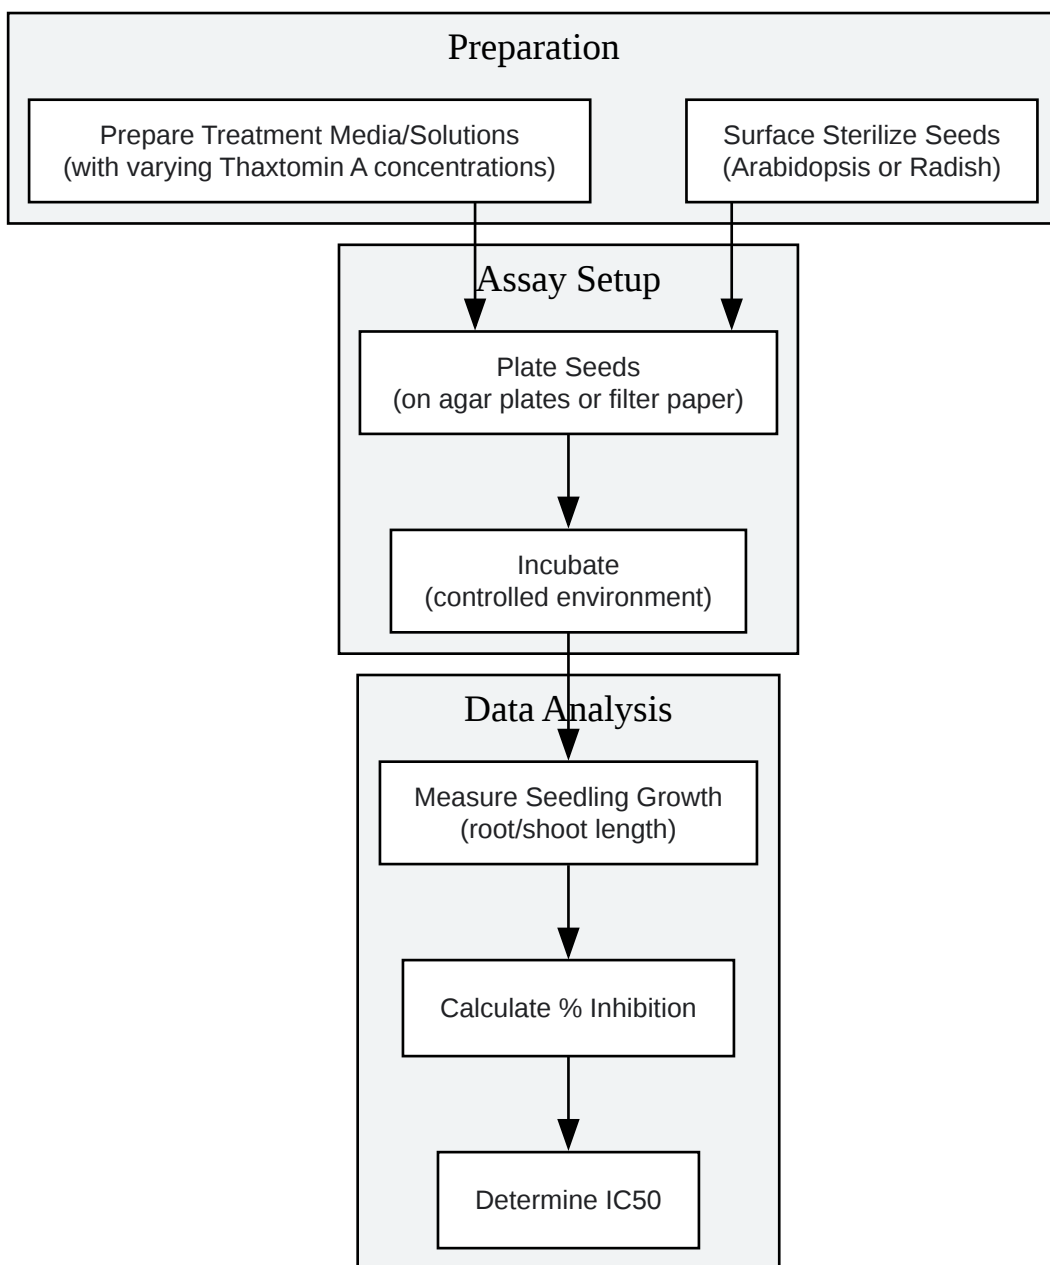 Preparation
Prepare Treatment Media/Solutions
(with varying Thaxtomin A concentrations)
Surface Sterilize Seeds
(Arabidopsis or Radish)
Assay Setup
Plate Seeds
(on agar plates or filter paper)
Incubate
(controlled environment)
Data Analysis
Measure Seedling Growth
(root/shoot length)
Calculate % Inhibition
Determine IC50